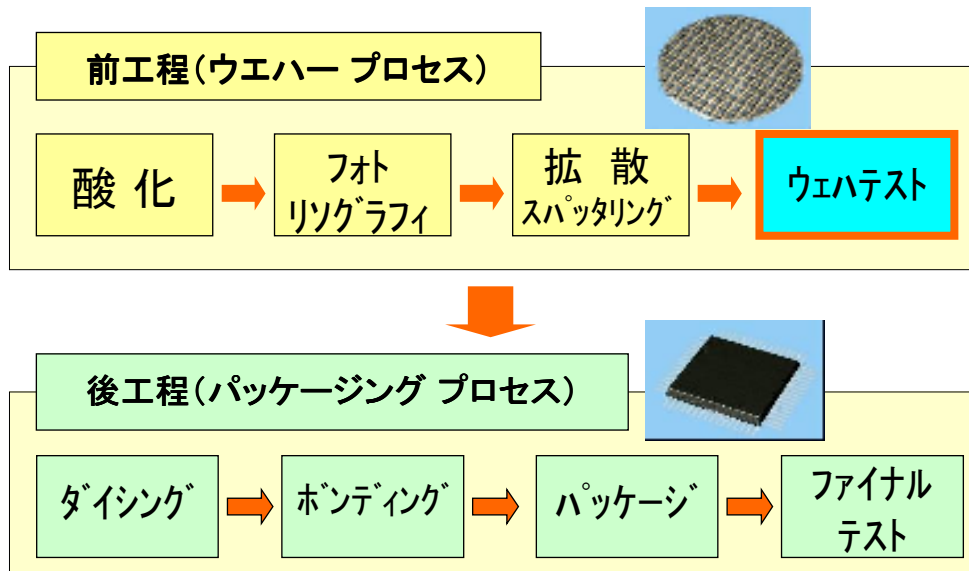 前工程(ウエハー プロセス)
酸 化
フォト
リソグラフィ
拡 散
スパッタリング
ウェハテスト
後工程(パッケージング プロセス)
ダイシング
ボンディング
パッケージ
ファイナル
テスト